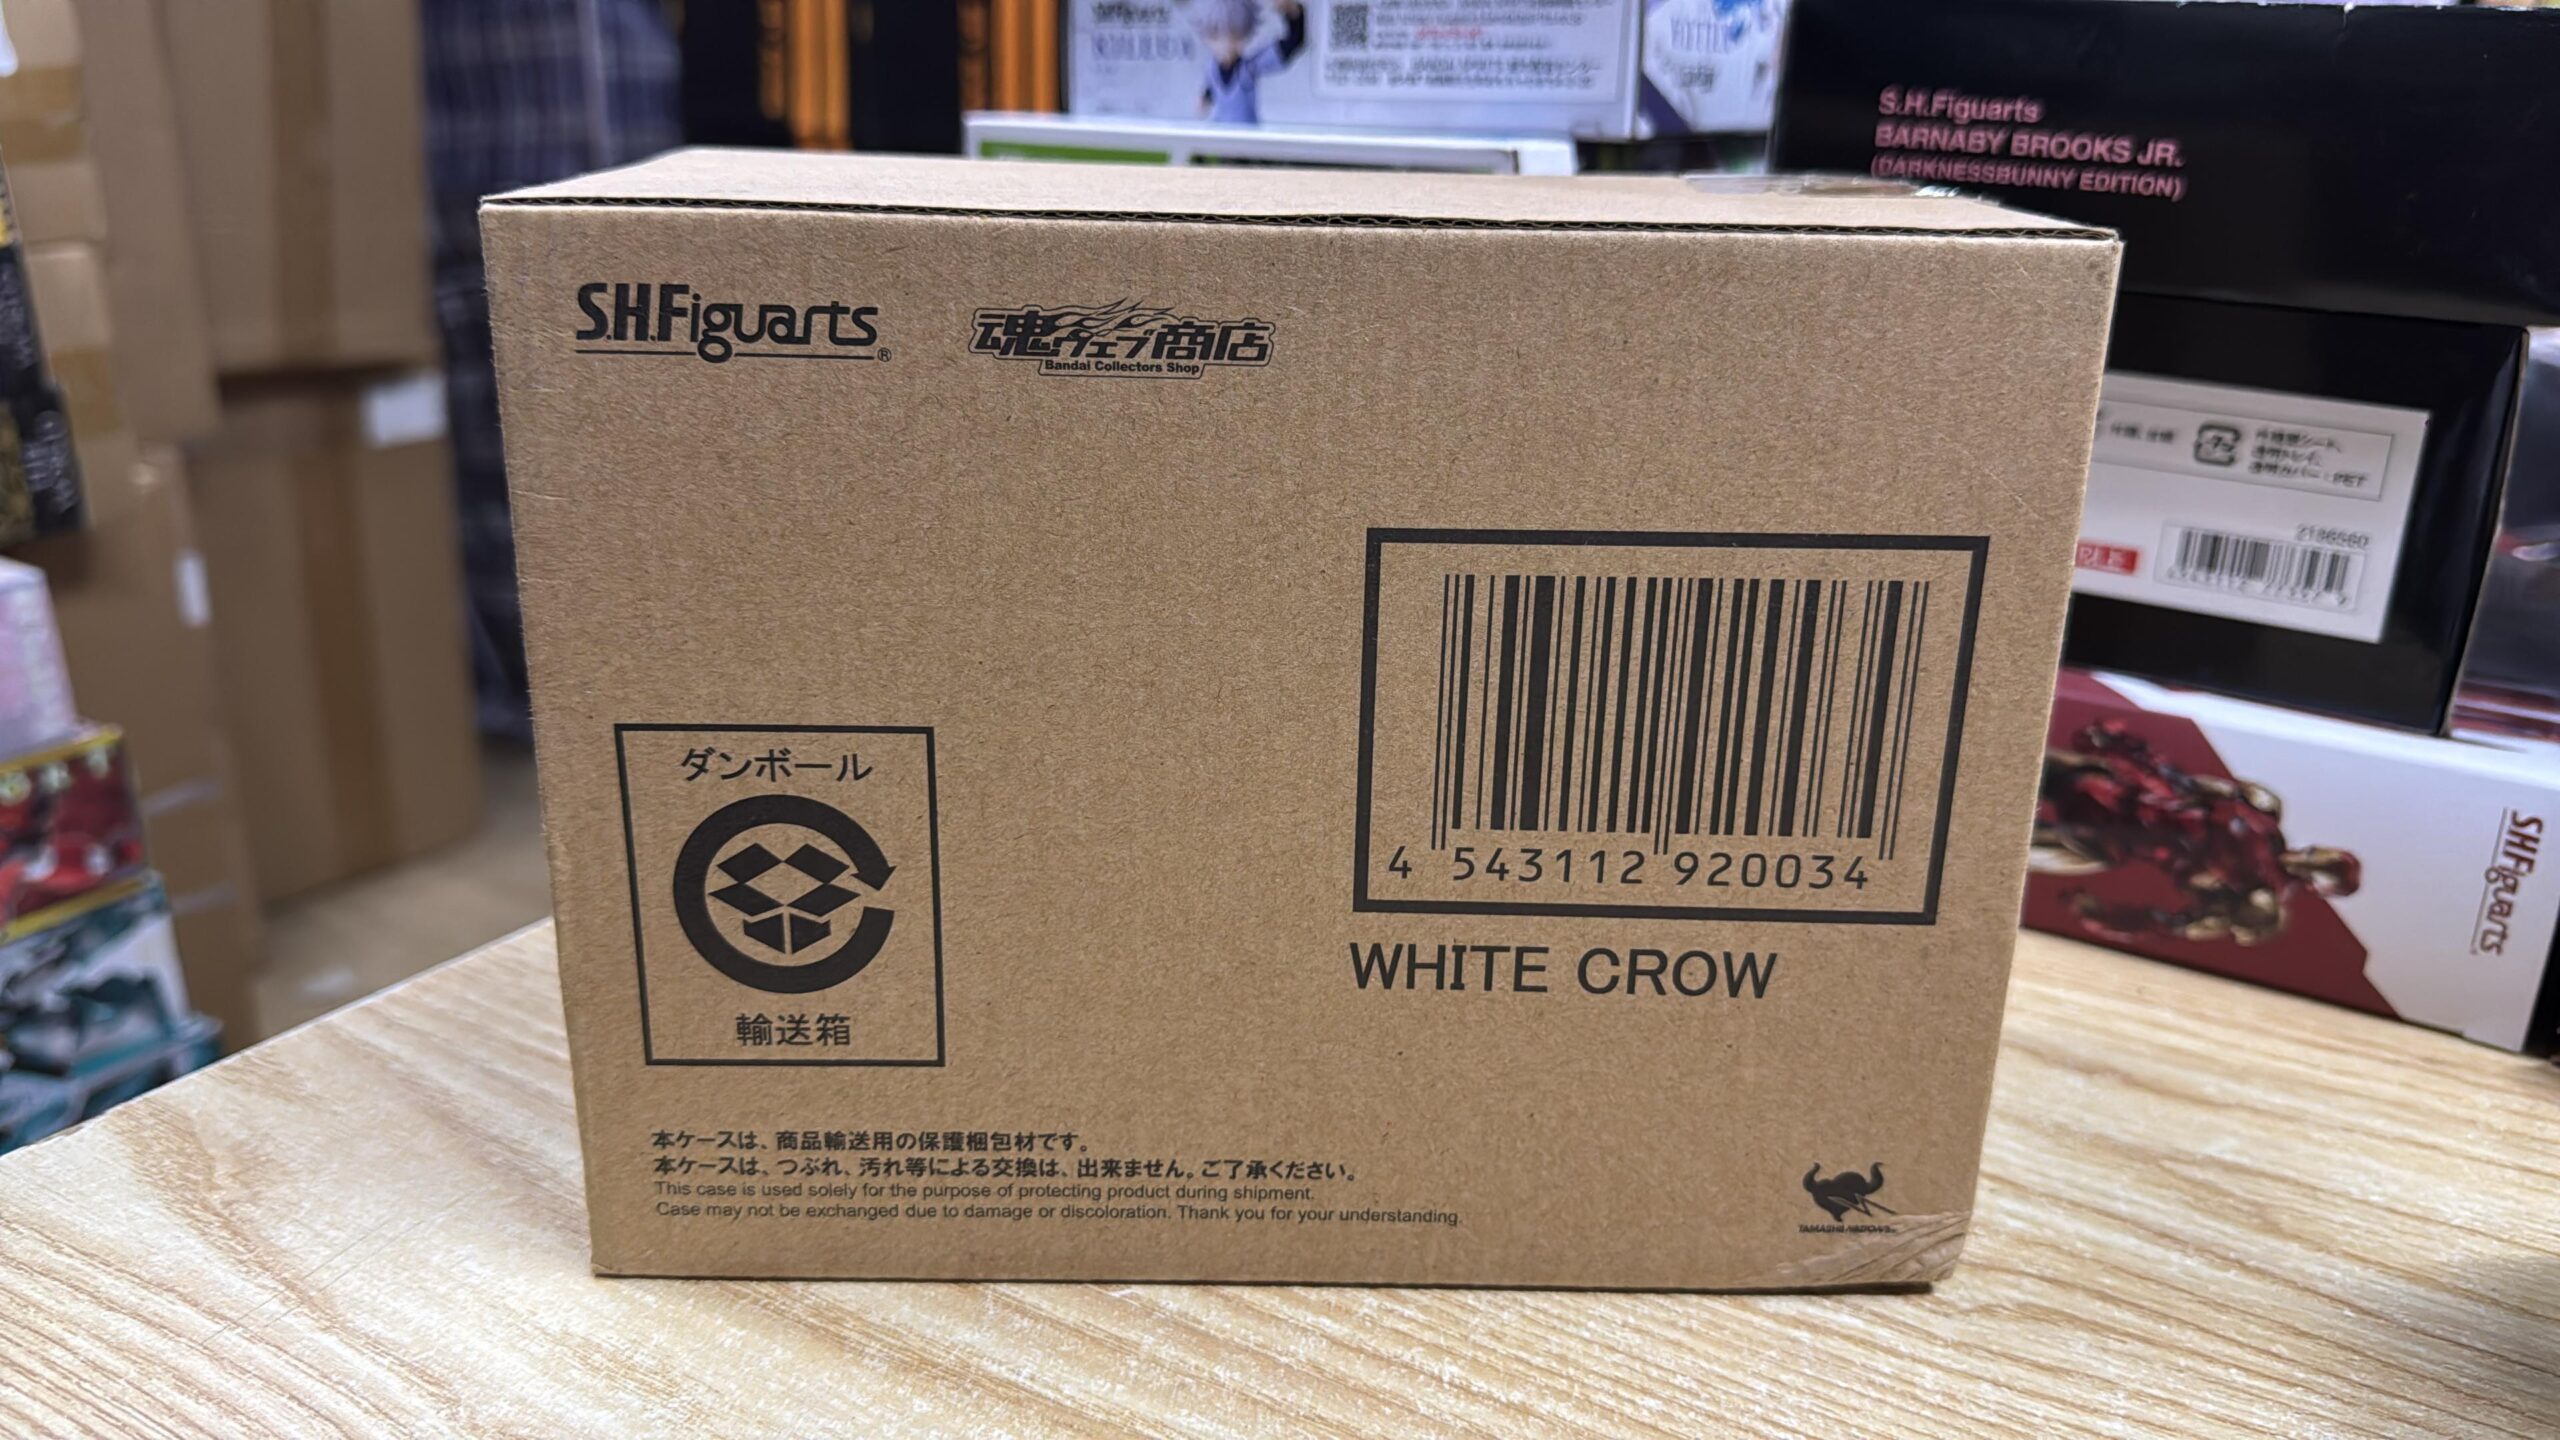 S.H.Figuarts
BARNABY BROOKS JR.
(DARKNESSBUNNY EDITION)
S.H.Figuarts®
魂ウェブ商店
Bandai Collectors Shop
ダンボール
輸送箱
4 543112 920034
WHITE CROW
本ケースは、商品輸送用の保護梱包材です。
本ケースは、つぶれ、汚れ等による交換は、出来ません。ご了承ください。
This case is used solely for the purpose of protecting product during shipment.
Case may not be exchanged due to damage or discoloration. Thank you for your understanding.
TAMASHII NATIONS
2186560
S.H.Figuarts